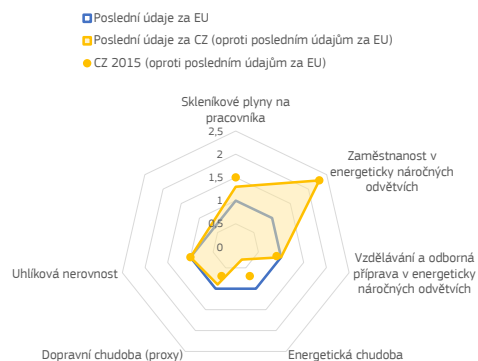 Poslední údaje za EU
Poslední údaje za CZ (oproti posledním údajům za EU)
CZ 2015 (oproti posledním údajům za EU)
Skleníkové plyny na
pracovníka
2,5
2
1,5
1
0,5
0
Zaměstnanost v
energeticky náročných
odvětvích
Vzdělávání a odborná
příprava v energeticky
náročných odvětvích
Uhlíková nerovnost
Dopravní chudoba (proxy)
Energetická chudoba